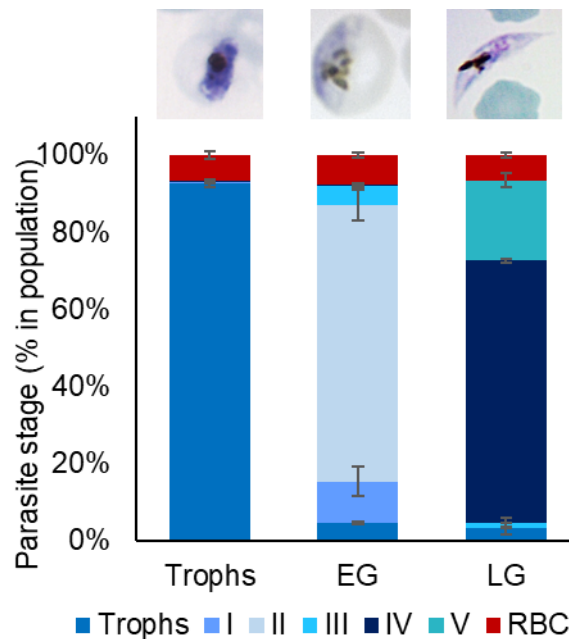 Parasite stage (% in population)
100%
80%
60%
40%
20%
0%
Trophs EG LG
Trophs I II III IV V RBC